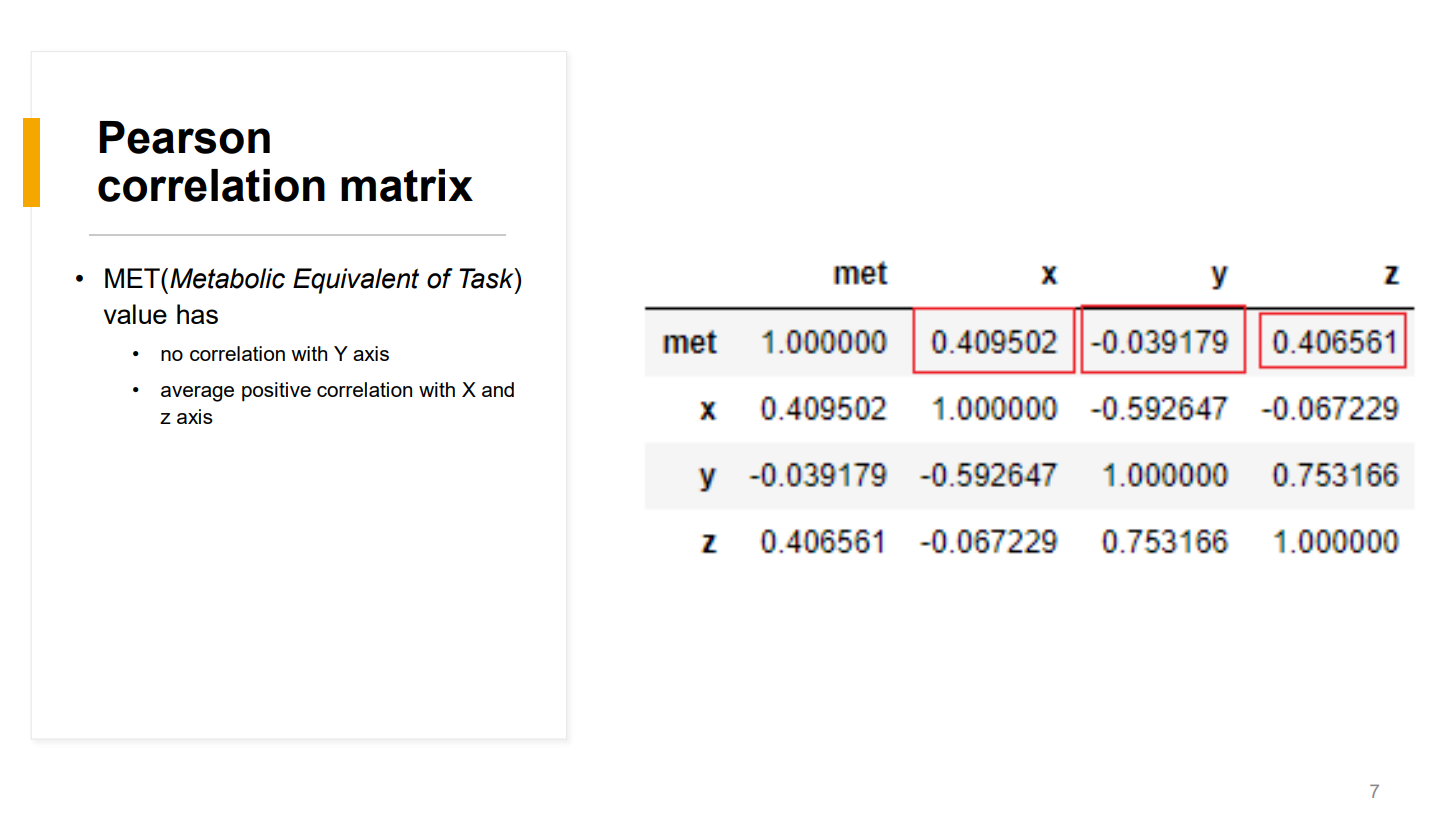 Pearson
correlation matrix
• MET(Metabolic Equivalent of Task)
value has
• no correlation with Y axis
• average positive correlation with X and
z axis
met x y z
met 1.000000 0.409502 -0.039179 0.406561
x 0.409502 1.000000 -0.592647 -0.067229
y -0.039179 -0.592647 1.000000 0.753166
z 0.406561 -0.067229 0.753166 1.000000
7